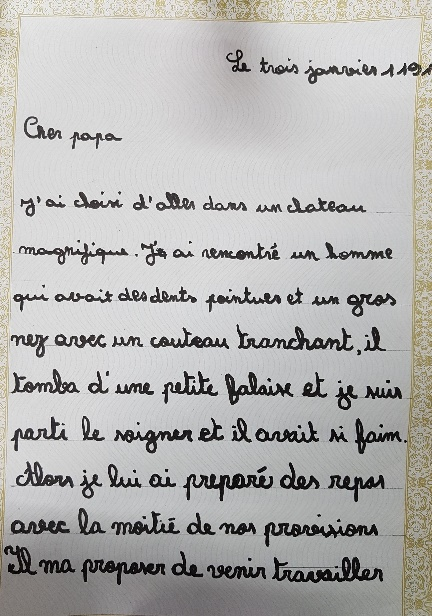 Le trois janvier 1191
Cher papa
J'ai choisi d'aller dans un chateau
magnifique. J'ai rencontré un homme
qui avait des dents pointues et un gros
nez avec un couteau tranchant, il
tomba d'une petite falaise et je suis
parti le soigner et il avait si faim.
Alors je lui ai preparé des repas
avec la moitié de nos provisions
Il ma proposer de venir travailler